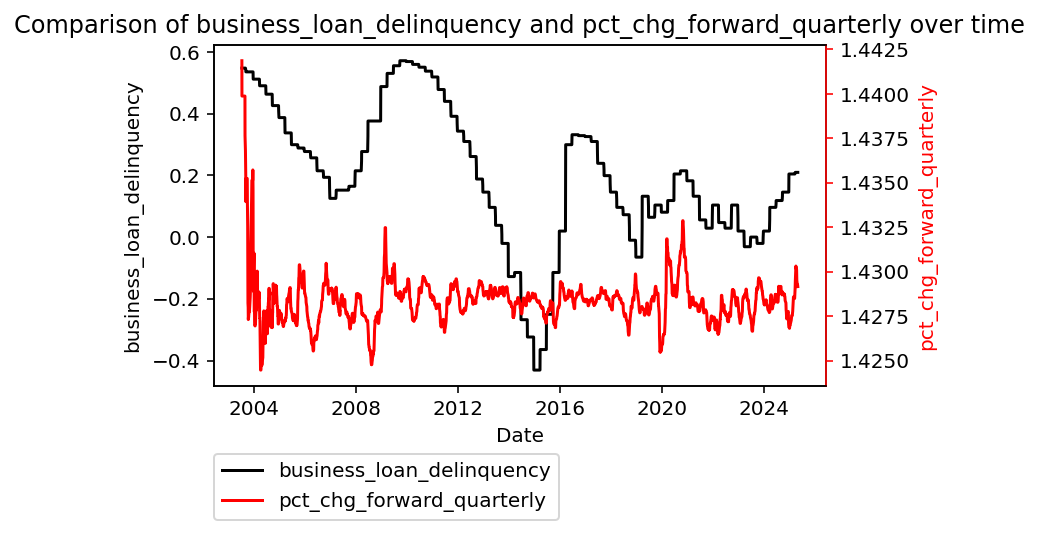 Comparison of business_loan_delinquency and pct_chg_forward_quarterly over time
business_loan_delinquency
0.6
0.4
0.2
0.0
−0.2
−0.4
1.4425
1.4400
1.4375
1.4350
1.4325
1.4300
1.4275
1.4250
pct_chg_forward_quarterly
2004 2008 2012 2016 2020 2024
Date
business_loan_delinquency
pct_chg_forward_quarterly